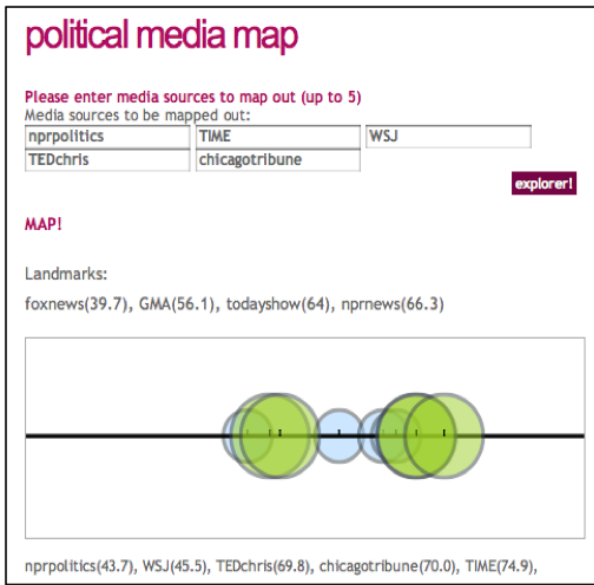 political media map
Please enter media sources to map out (up to 5)
Media sources to be mapped out:
nprpolitics TIME WSJ
TEDchris chicagotribune
explorer!
MAP!
Landmarks:
foxnews(39.7), GMA(56.1), todayshow(64), nprnews(66.3)
nprpolitics(43.7), WSJ(45.5), TEDchris(69.8), chicagotribune(70.0), TIME(74.9),